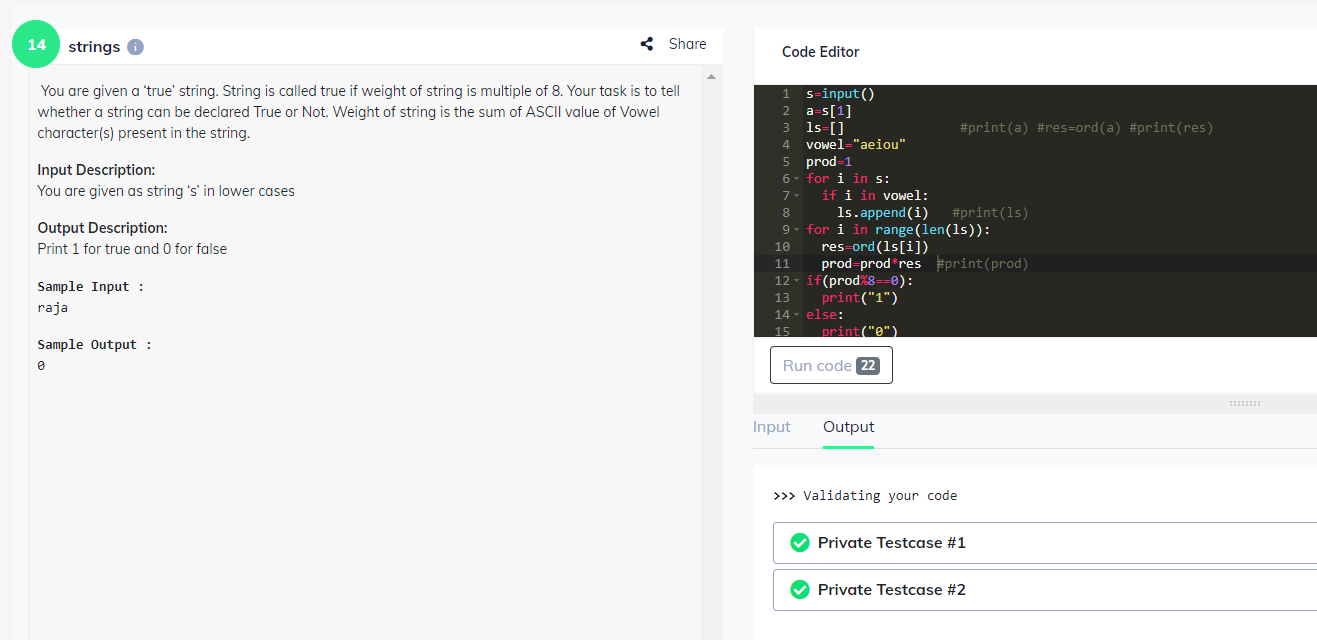 14
strings i
Share
You are given a ‘true’ string. String is called true if weight of string is multiple of 8. Your task is to tell
whether a string can be declared True or Not. Weight of string is the sum of ASCII value of Vowel
character(s) present in the string.
Input Description:
You are given as string ‘s’ in lower cases
Output Description:
Print 1 for true and 0 for false
Sample Input :
raja
Sample Output :
0
Code Editor
1 s=input()
2 a=s[1]
3 ls=[] #print(a) #res=ord(a) #print(res)
4 vowel="aeiou"
5 prod=1
6 for i in s:
7 if i in vowel:
8 ls.append(i) #print(ls)
9 for i in range(len(ls)):
10 res=ord(ls[i])
11 prod=prod*res #print(prod)
12 if(prod%8==0):
13 print("1")
14 else:
15 print("0")
Run code 22
Input Output
>>> Validating your code
Private Testcase #1
Private Testcase #2